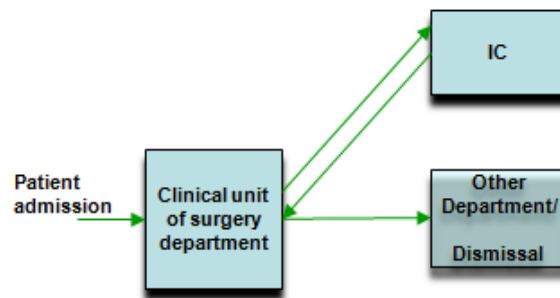 IC
Patient
admission
Clinical unit
of surgery
department
Other
Department/
Dismissal